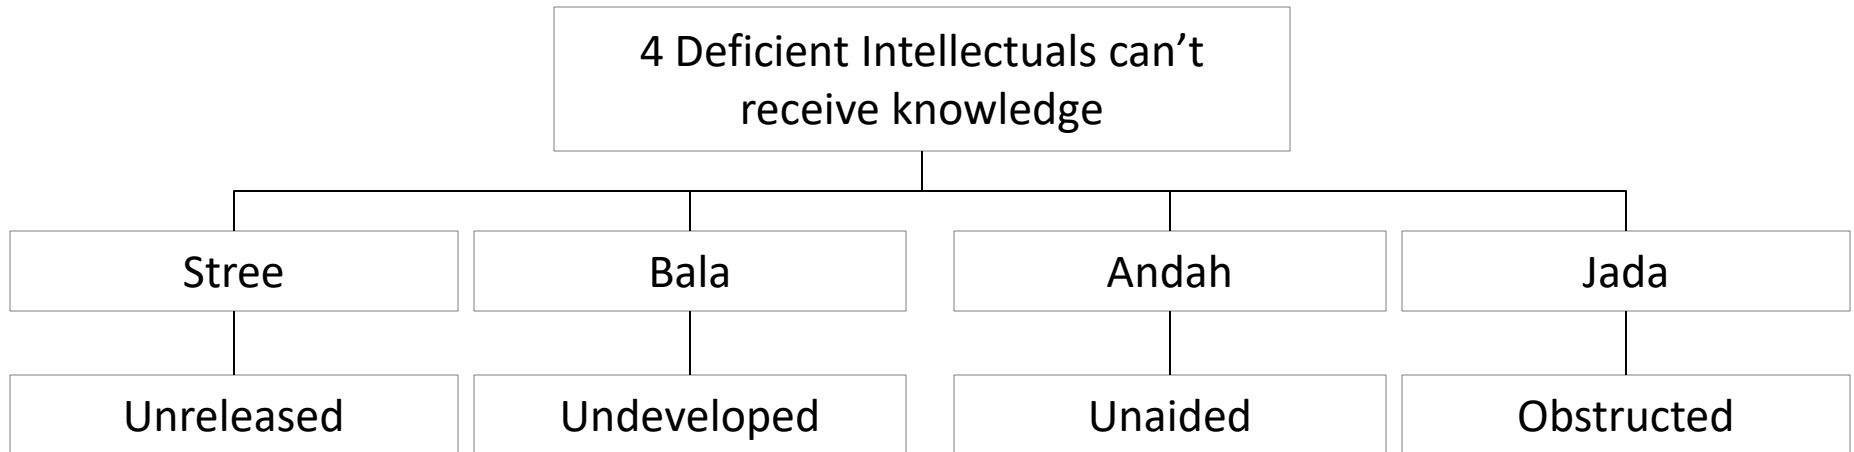 4 Deficient Intellectuals can’t
receive knowledge
Stree
Bala
Andah
Jada
Unreleased
Undeveloped
Unaided
Obstructed